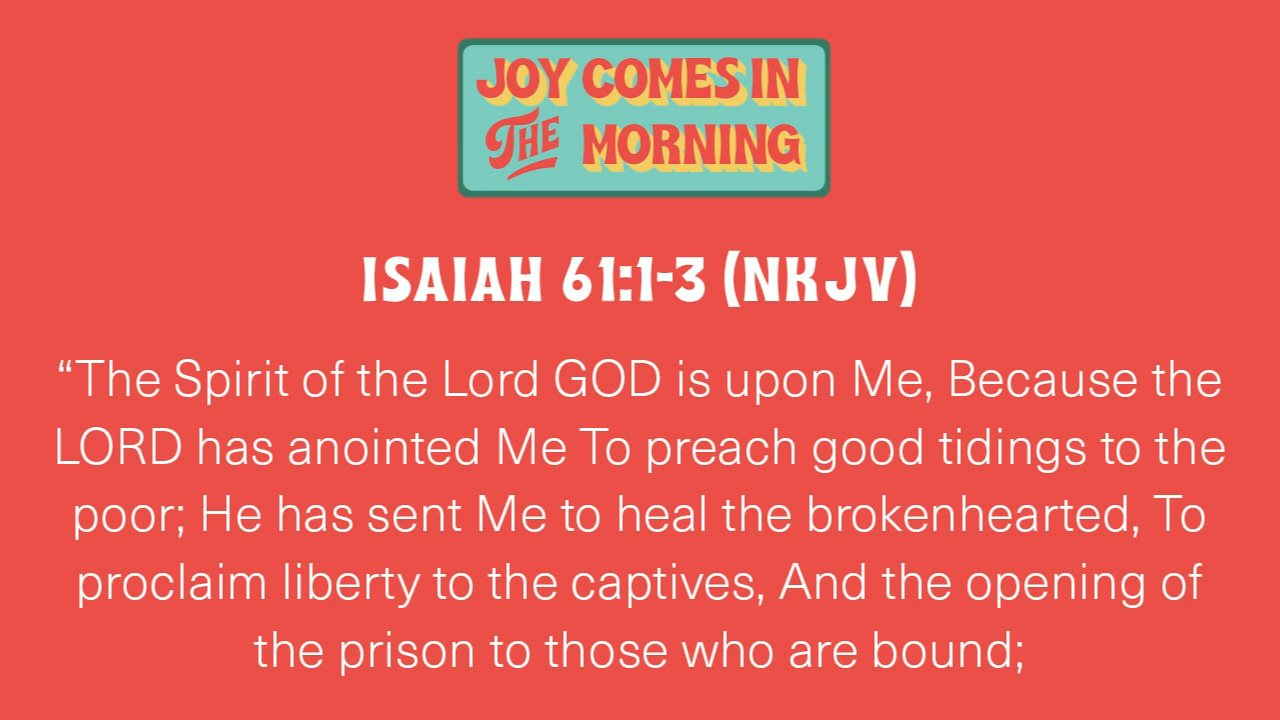 JOY COMES IN
THE MORNING
ISAIAH 61:1-3 (NKJV)
“The Spirit of the Lord GOD is upon Me, Because the
LORD has anointed Me To preach good tidings to the
poor; He has sent Me to heal the brokenhearted, To
proclaim liberty to the captives, And the opening of
the prison to those who are bound;